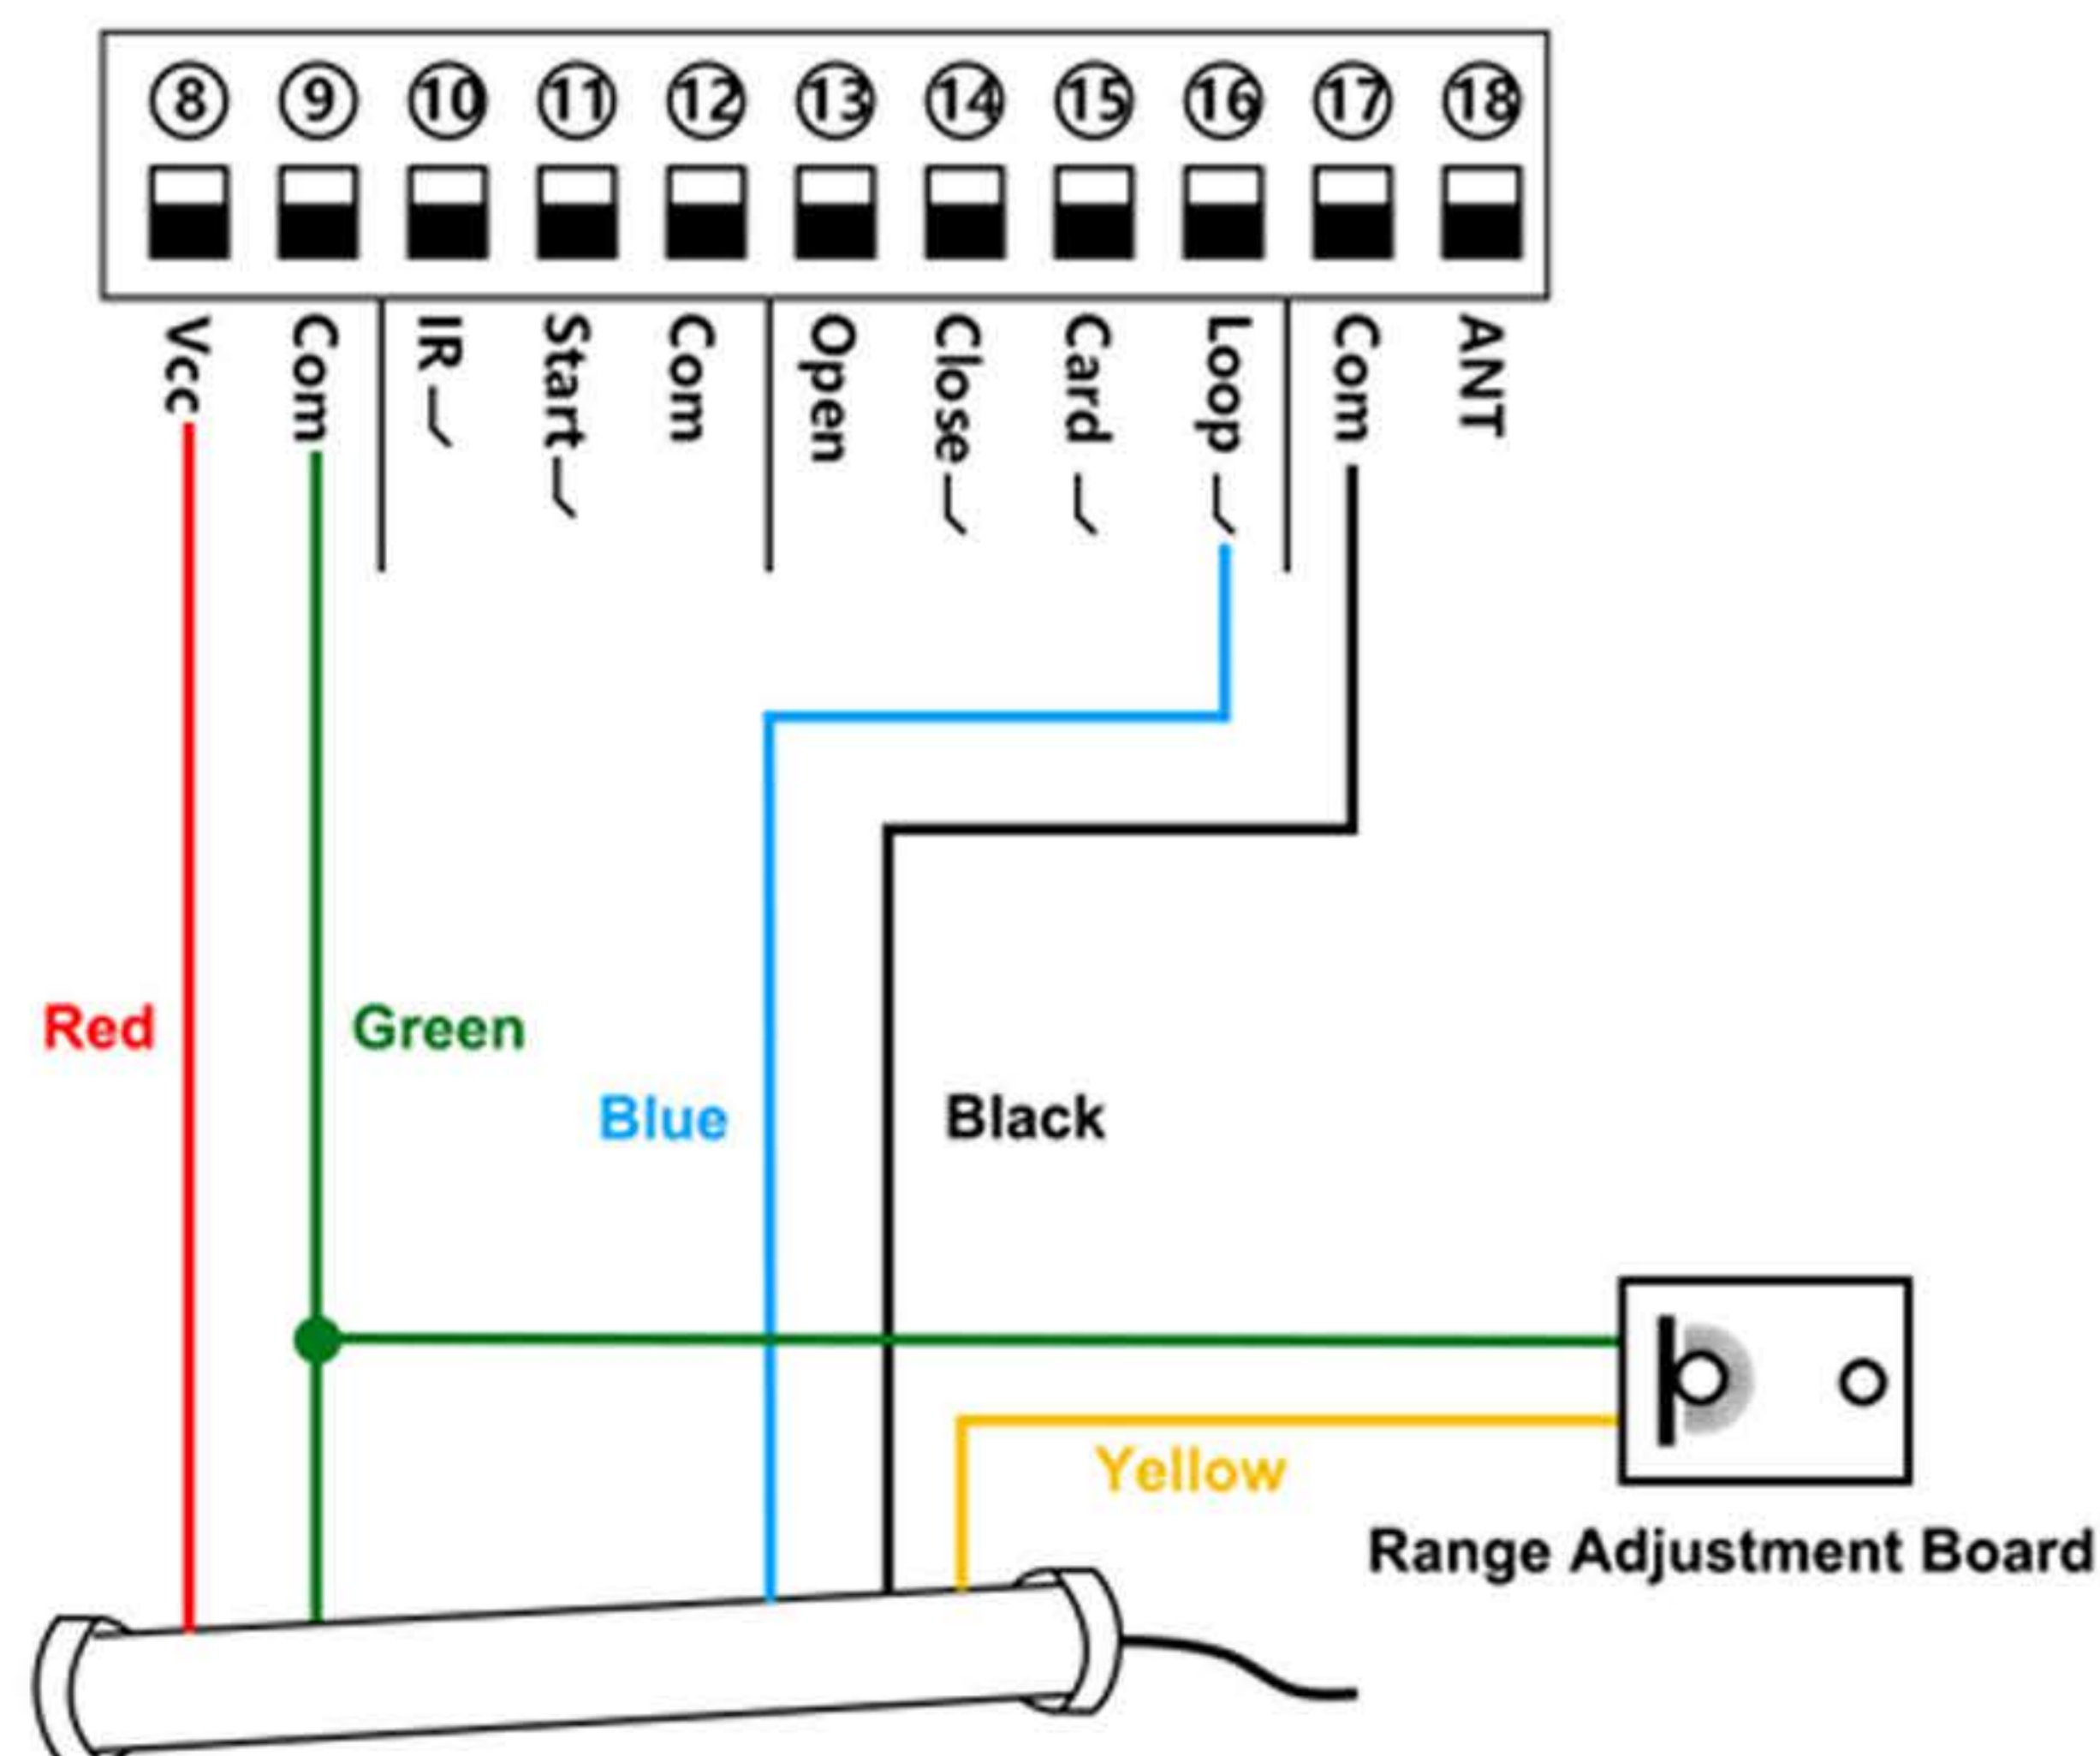 8 9 10 11 12 13 14 15 16 17 18
Vcc
Com
IR
Start
Com
Open
Close
Card
Loop
Com
ANT
Red
Green
Blue
Black
Yellow
Range Adjustment Board